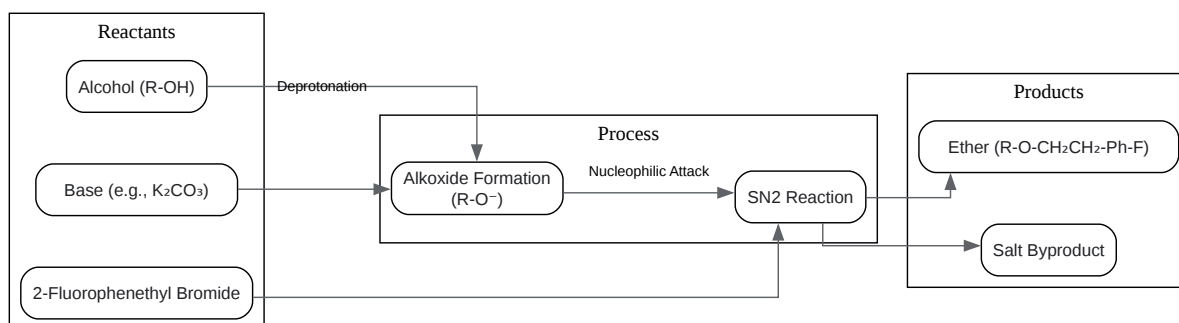 Reactants
Alcohol (R-OH)
Deprotonation
Base (e.g., K₂CO₃)
2-Fluorophenethyl Bromide
Process
Alkoxide Formation
(R-O⁻)
Nucleophilic Attack
SN2 Reaction
Products
Ether (R-O-CH₂CH₂-Ph-F)
Salt Byproduct